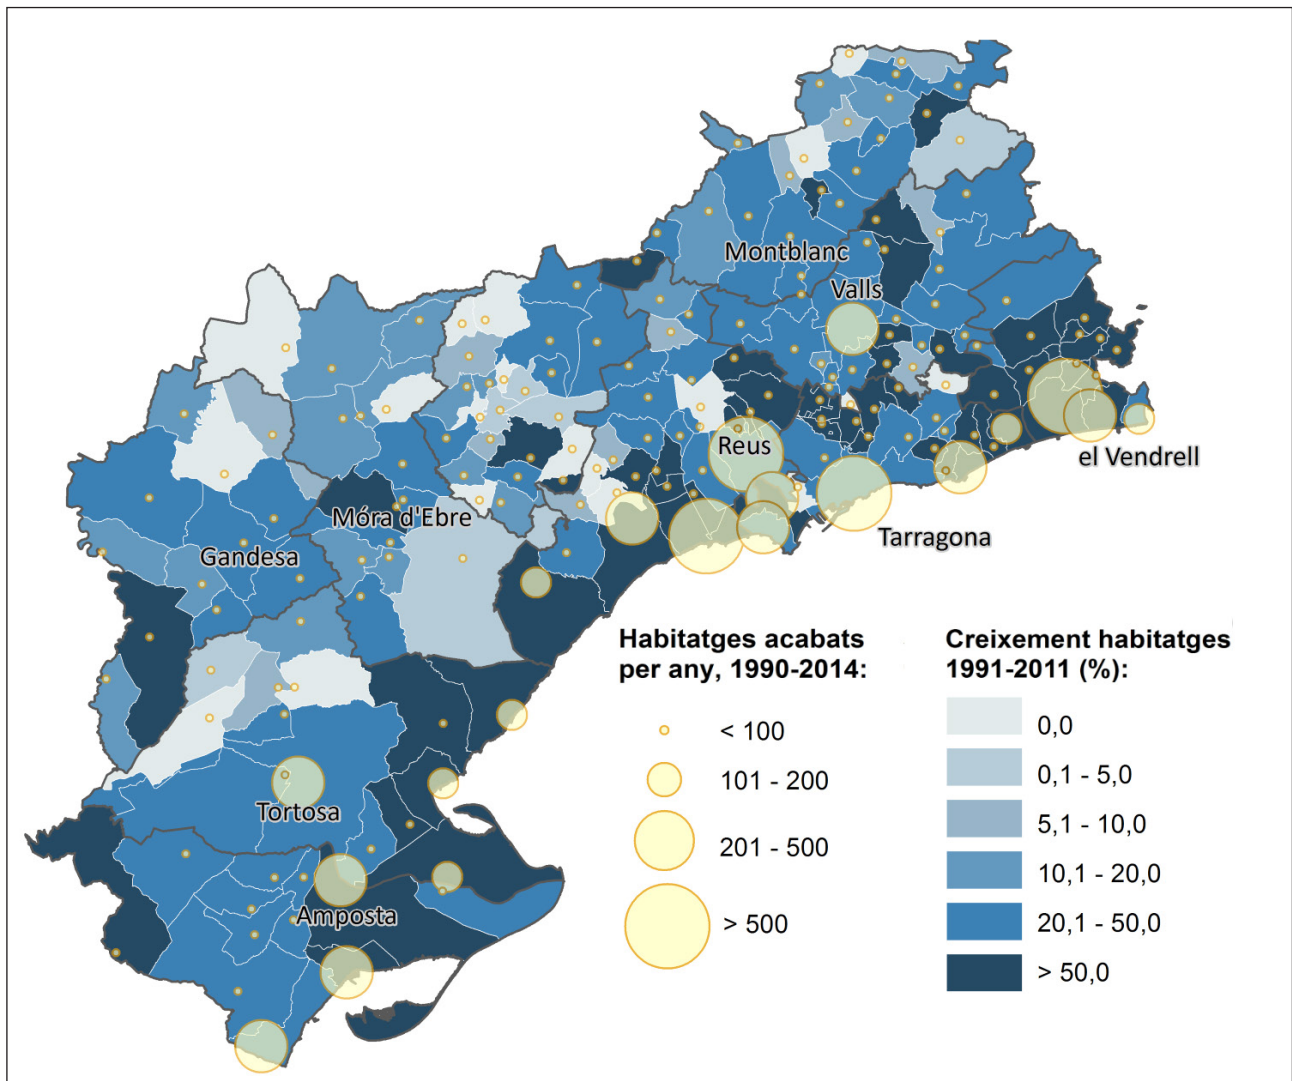 Montblanc
Valls
Reus
el Vendrell
Móra d'Ebre
Tarragona
Gandesa
Tortosa
Amposta
Habitatges acabats
per any, 1990-2014:
< 100
101 - 200
201 - 500
> 500
Creixement habitatges
1991-2011 (%):
0,0
0,1 - 5,0
5,1 - 10,0
10,1 - 20,0
20,1 - 50,0
> 50,0